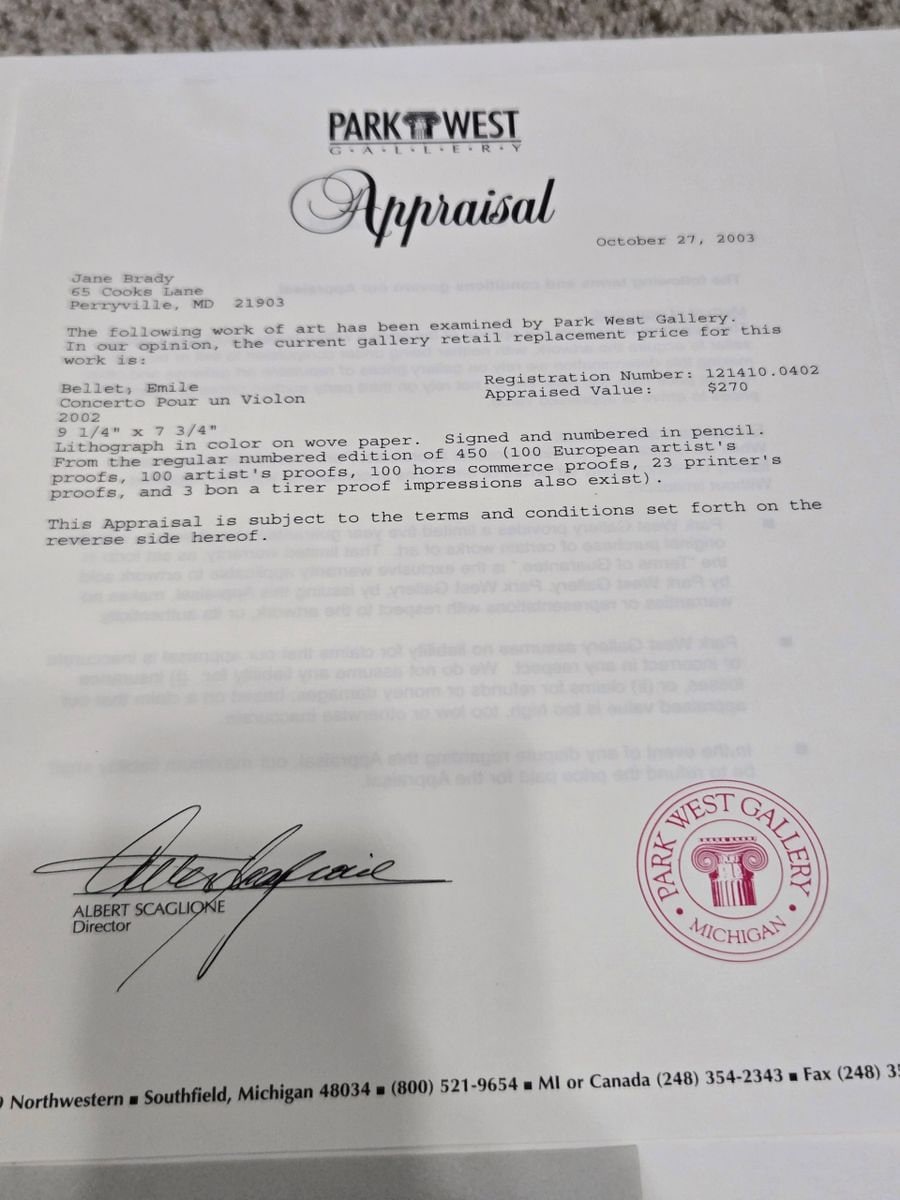 PARK WEST
G·A·L·L·E·R·Y
Appraisal
October 27, 2003
Jane Brady
65 Cooks Lane
Perryville, MD 21903
The following work of art has been examined by Park West Gallery.
In our opinion, the current gallery retail replacement price for this
work is:
Bellet, Emile
Registration Number: 121410.0402
Concerto Pour un Violon
Appraised Value: $270
2002
9 1/4" x 7 3/4"
Lithograph in color on wove paper. Signed and numbered in pencil.
From the regular numbered edition of 450 (100 European artist's
proofs, 100 artist's proofs, 100 hors commerce proofs, 23 printer's
proofs, and 3 bon a tirer proof impressions also exist).
This Appraisal is subject to the terms and conditions set forth on the
reverse side hereof.
ALBERT SCAGLIONE
Director
PARK WEST GALLERY
• MICHIGAN •
Northwestern ■ Southfield, Michigan 48034 ■ (800) 521-9654 ■ MI or Canada (248) 354-2343 ■ Fax (248)